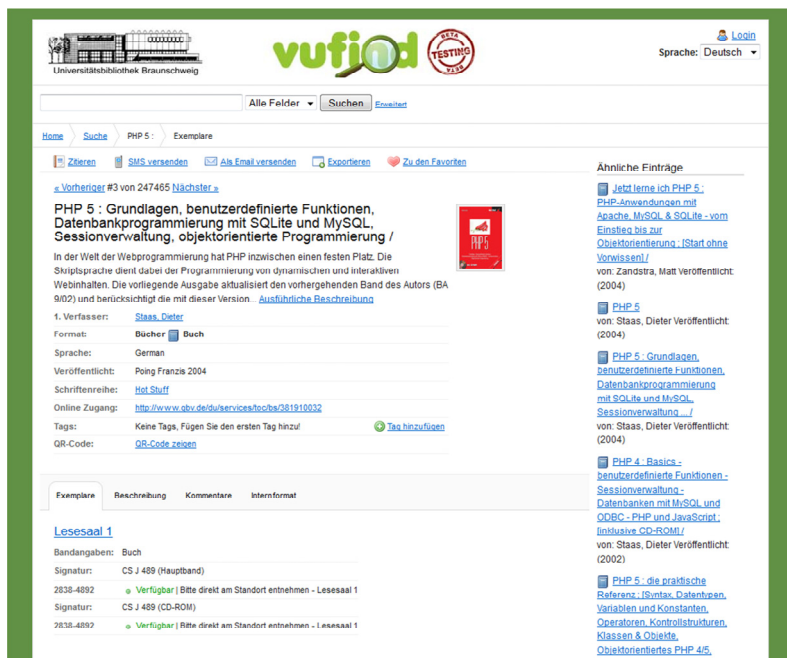 Universitätsbibliothek Braunschweig
vufind
BETA
TESTING
BETA
Login
Sprache: Deutsch
Alle Felder Suchen Erweitert
Home Suche PHP 5 : Exemplare
Zitieren SMS versenden Als Email versenden Exportieren Zu den Favoriten
« Vorheriger #3 von 247465 Nächster »
PHP 5 : Grundlagen, benutzerdefinierte Funktionen,
Datenbankprogrammierung mit SQLite und MySQL,
Sessionverwaltung, objektorientierte Programmierung /
PHP 5
In der Welt der Webprogrammierung hat PHP inzwischen einen festen Platz. Die
Skriptsprache dient dabei der Programmierung von dynamischen und interaktiven
Webinhalten. Die vorliegende Ausgabe aktualisiert den vorhergehenden Band des Autors (BA
9/02) und berücksichtigt die mit dieser Version... Ausführliche Beschreibung
1. Verfasser: Staas, Dieter
Format: Bücher Buch
Sprache: German
Veröffentlicht: Poing Franzis 2004
Schriftenreihe: Hot Stuff
Online Zugang: http://www.gbv.de/du/services/toc/bs/381910032
Tags: Keine Tags, Fügen Sie den ersten Tag hinzu! Tag hinzufügen
QR-Code: QR-Code zeigen
Exemplare Beschreibung Kommentare Internformat
Lesesaal 1
Bandangaben: Buch
Signatur: CS J 489 (Hauptband)
2838-4892 Verfügbar | Bitte direkt am Standort entnehmen - Lesesaal 1
Signatur: CS J 489 (CD-ROM)
2838-4892 Verfügbar | Bitte direkt am Standort entnehmen - Lesesaal 1
Ähnliche Einträge
Jetzt lerne ich PHP 5 :
PHP-Anwendungen mit
Apache, MySQL & SQLite - vom
Einstieg bis zur
Objektorientierung ; [Start ohne
Vorwissen] /
von: Zandstra, Matt Veröffentlicht:
(2004)
PHP 5
von: Staas, Dieter Veröffentlicht:
(2004)
PHP 5 : Grundlagen,
benutzerdefinierte Funktionen,
Datenbankprogrammierung
mit SQLite und MySQL,
Sessionverwaltung ... /
von: Staas, Dieter Veröffentlicht:
(2004)
PHP 4 : Basics -
benutzerdefinierte Funktionen -
Sessionverwaltung -
Datenbanken mit MySQL und
ODBC - PHP und JavaScript ;
[inklusive CD-ROM] /
von: Staas, Dieter Veröffentlicht:
(2002)
PHP 5 : die praktische
Referenz ; [Syntax, Datentypen,
Variablen und Konstanten,
Operatoren, Kontrollstrukturen,
Klassen & Objekte,
Objektorientiertes PHP 4/5,